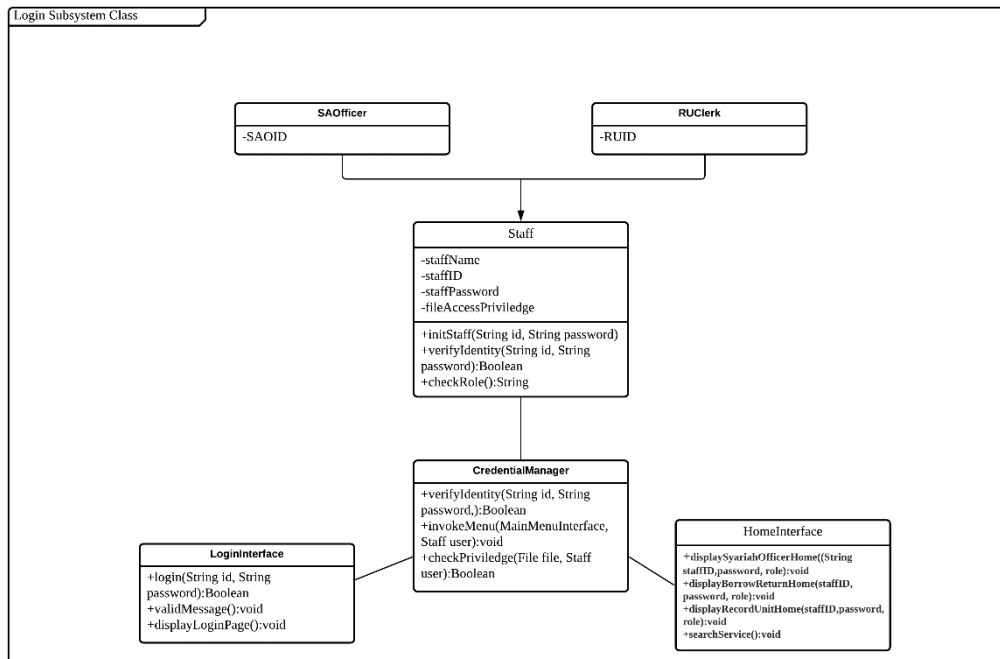 Login Subsystem Class
SAOfficer
-SAOID
RUClerk
-RUID
Staff
-staffName
-staffID
-staffPassword
-fileAccessPriviledge
+initStaff(String id, String password)
+verifyIdentity(String id, String
password):Boolean
+checkRole():String
CredentialManager
+verifyIdentity(String id, String
password,):Boolean
+invokeMenu(MainMenuInterface,
Staff user):void
+checkPriviledge(File file, Staff
user):Boolean
LoginInterface
+login(String id, String
password):Boolean
+validMessage():void
+displayLoginPage():void
HomeInterface
+displaySyariahOfficerHome((String
staffID,password, role):void
+displayBorrowReturnHome(staffID,
password, role):void
+displayRecordUnitHome(staffID,password,
role):void
+searchService():void